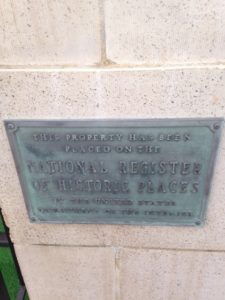 THIS PROPERTY HAS BEEN
PLACED ON THE
NATIONAL REGISTER
OF HISTORIC PLACES
BY THE UNITED STATES
DEPARTMENT OF THE INTERIOR